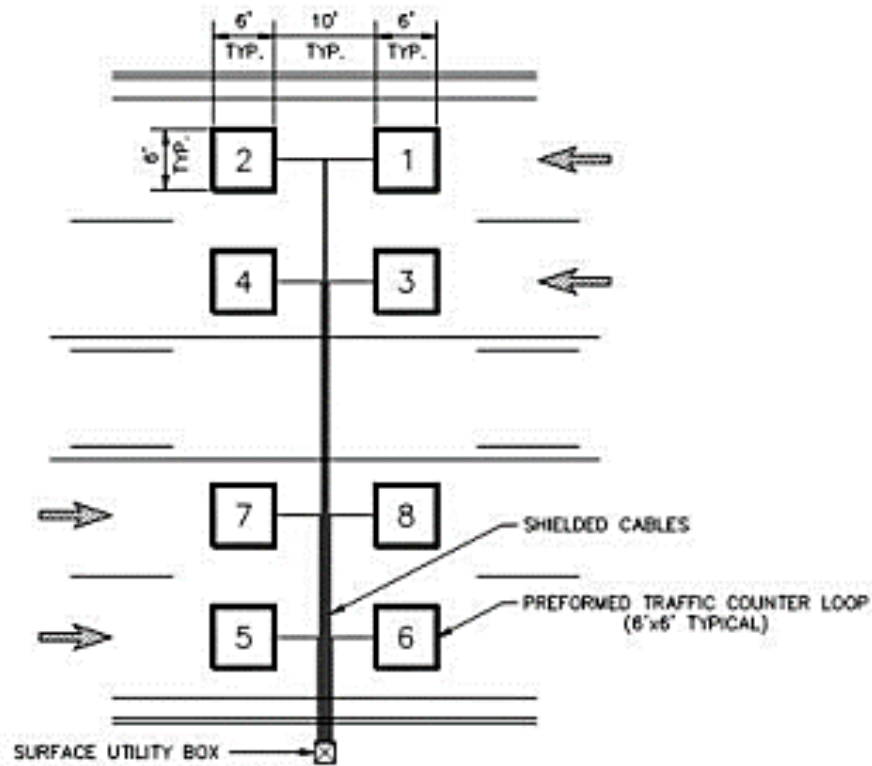 6' 10' 6'
TYP. TYP. TYP.
6'
TYP.
2 1
4 3
7 8
SHIELDED CABLES
PREFORMED TRAFFIC COUNTER LOOP
(6'x6' TYPICAL)
5 6
SURFACE UTILITY BOX